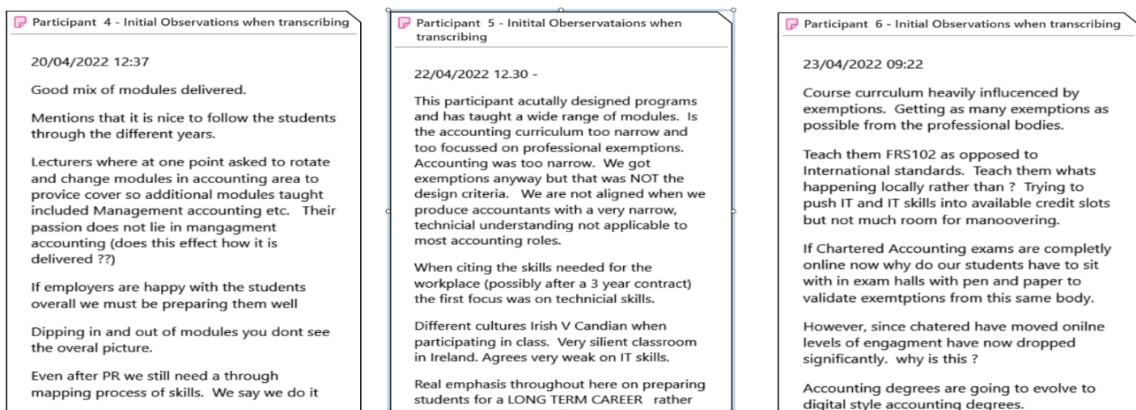 Participant  4 - Initial Observations when transcribing
20/04/2022 12:37
Good mix of modules delivered.
Mentions that it is nice to follow the students
through the different years.
Lecturers where at one point asked to rotate
and change modules in accounting area to
provice cover so additional modules taught
included Management accounting etc.   Their
passion does not lie in mangagment
accounting (does this effect how it is
delivered ??)
If employers are happy with the students
overall we must be preparing them well
Dipping in and out of modules you dont see
the overal picture.
Even after PR we still need a through
mapping process of skills.  We say we do it
Participant  5 - Initital Oberservataions when
transcribing
22/04/2022 12.30 -
This participant acutally designed programs
and has taught a wide range of modules.  Is
the accounting curriculum too narrow and
too focussed on professional exemptions.
Accounting was too narrow.  We got
exemptions anyway but that was NOT the
design criteria.   We are not aligned when we
produce accountants with a very narrow,
technicial understanding not applicable to
most accounting roles.
When citing the skills needed for the
workplace (possibly after a 3 year contract)
the first focus was on technicial skills.
Different cultures Irish V Candian when
participating in class.  Very silient classroom
in Ireland. Agrees very weak on IT skills.
Real emphasis throughout here on preparing
students for a LONG TERM CAREER   rather
Participant  6 - Initial Observations when transcribing
23/04/2022 09:22
Course currculum heavily influcenced by
exemptions.  Getting as many exemptions as
possible from the professional bodies.
Teach them FRS102 as opposed to
International standards.  Teach them whats
happening locally rather than ?  Trying to
push IT and IT skills into available credit slots
but not much room for manoovering.
If Chartered Accounting exams are completly
online now why do our students have to sit
with in exam halls with pen and paper to
validate exemtptions from this same body.
However, since chatered have moved onilne
levels of engagment have now dropped
significantly.  why is this ?
Accounting degrees are going to evolve to
digital style accounting degrees.